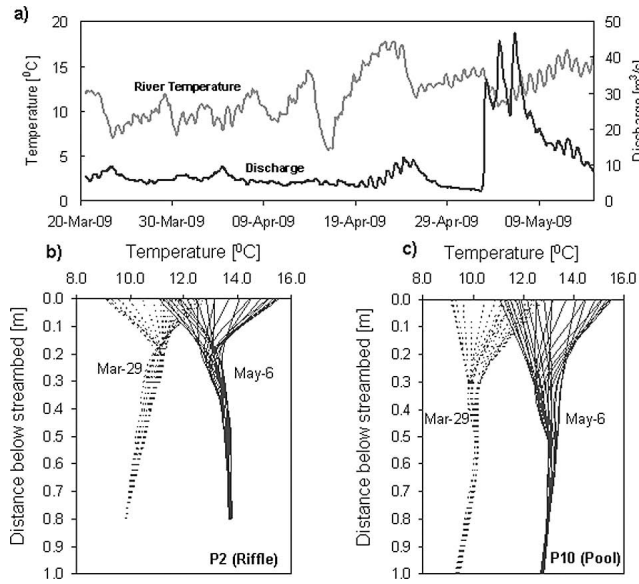 a)
20
15
10
5
0
Temperature [⁰C]
50
40
30
20
10
0
Discharge [m³/s]
River Temperature
Discharge
20-Mar-09 30-Mar-09 09-Apr-09 19-Apr-09 29-Apr-09 09-May-09
b)
Temperature [⁰C]
8.0 10.0 12.0 14.0 16.0
0.0
0.1
0.2
0.3
0.4
0.5
0.6
0.7
0.8
0.9
1.0
Distance below streambed [m]
Mar-29
May-6
P2 (Riffle)
c)
Temperature [⁰C]
8.0 10.0 12.0 14.0 16.0
0.0
0.1
0.2
0.3
0.4
0.5
0.6
0.7
0.8
0.9
1.0
Distance below streambed [m]
Mar-29
May-6
P10 (Pool)